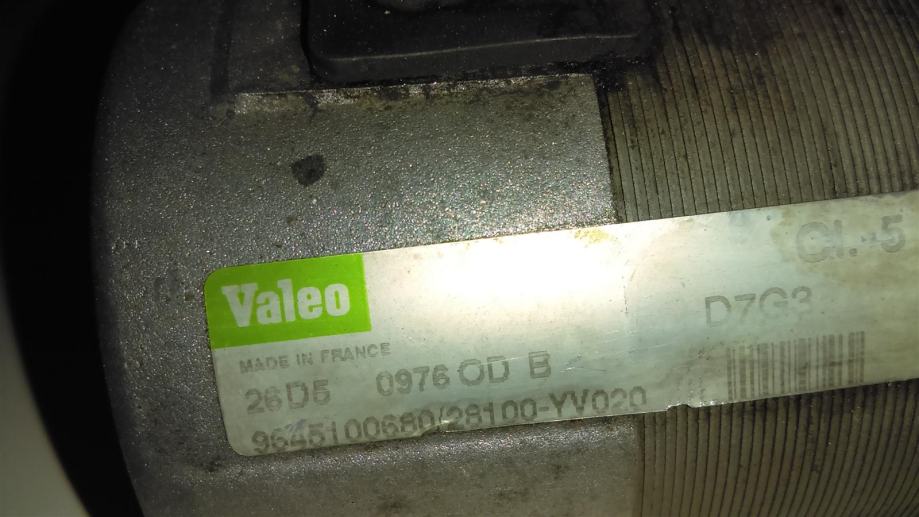 Cl.-5
Valeo
D7G3
MADE IN FRANCE
26D5 0976 OD B
9645100680/28100-YV020